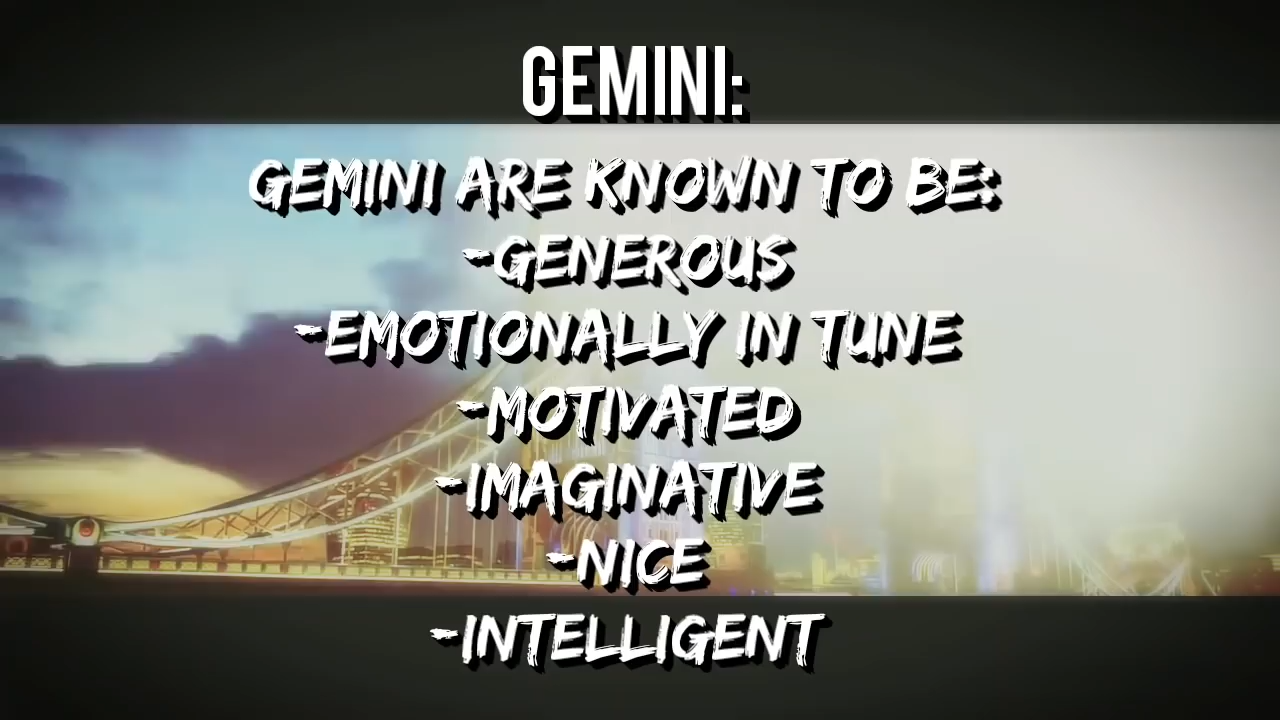 GEMINI:
GEMINI ARE KNOWN TO BE:
-GENEROUS
-EMOTIONALLY IN TUNE
-MOTIVATED
-IMAGINATIVE
-NICE
-INTELLIGENT